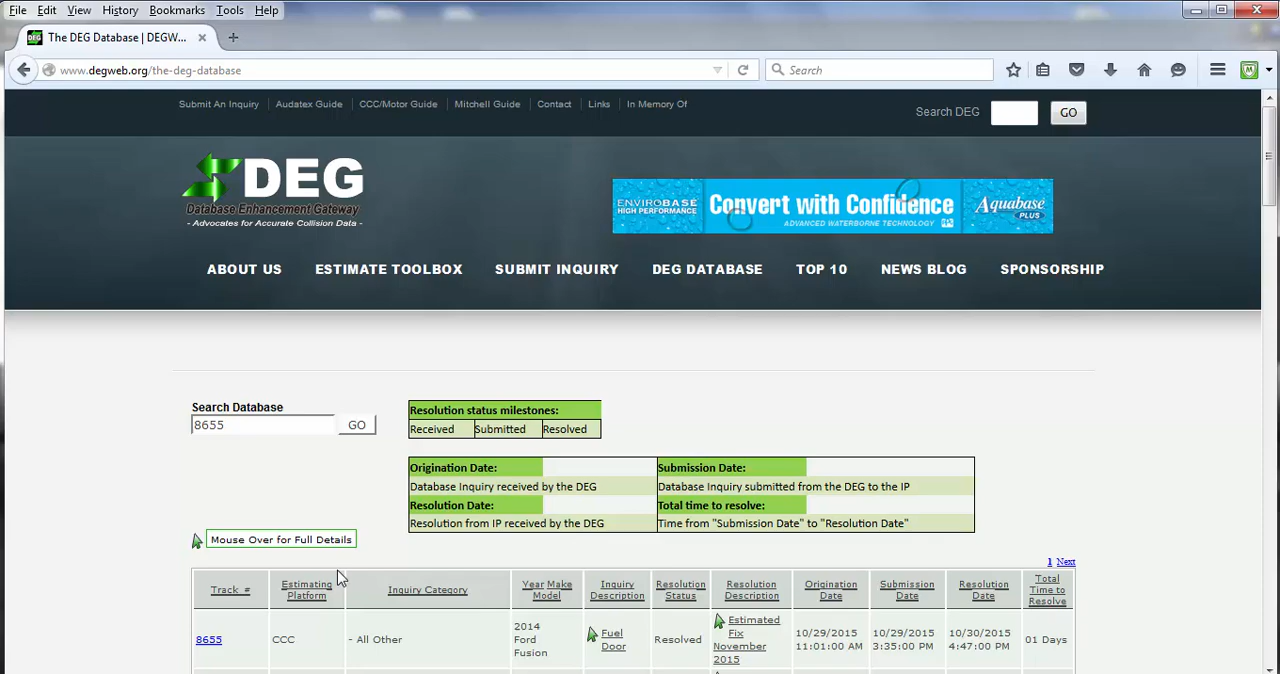 File Edit View History Bookmarks Tools Help
DEG The DEG Database | DEGW... × +
www.degweb.org/the-deg-database Search
Submit An Inquiry Audatex Guide CCC/Motor Guide Mitchell Guide Contact Links In Memory Of Search DEG GO
DEG
Database Enhancement Gateway
- Advocates for Accurate Collision Data -
ENVIROBASE
HIGH PERFORMANCE
Convert with Confidence
ADVANCED WATERBORNE TECHNOLOGY
Aquabase
PLUS
ABOUT US ESTIMATE TOOLBOX SUBMIT INQUIRY DEG DATABASE TOP 10 NEWS BLOG SPONSORSHIP
Search Database
8655 GO
Resolution status milestones:
Received Submitted Resolved
Origination Date: Submission Date:
Database Inquiry received by the DEG Database Inquiry submitted from the DEG to the IP
Resolution Date: Total time to resolve:
Resolution from IP received by the DEG Time from "Submission Date" to "Resolution Date"
Mouse Over for Full Details
1 Next
Track # Estimating Platform Inquiry Category Year Make Model Inquiry Description Resolution Status Resolution Description Origination Date Submission Date Resolution Date Total Time to Resolve
8655 CCC - All Other 2014 Ford Fusion Fuel Door Resolved Estimated Fix November 2015 10/29/2015 11:01:00 AM 10/29/2015 3:35:00 PM 10/30/2015 4:47:00 PM 01 Days